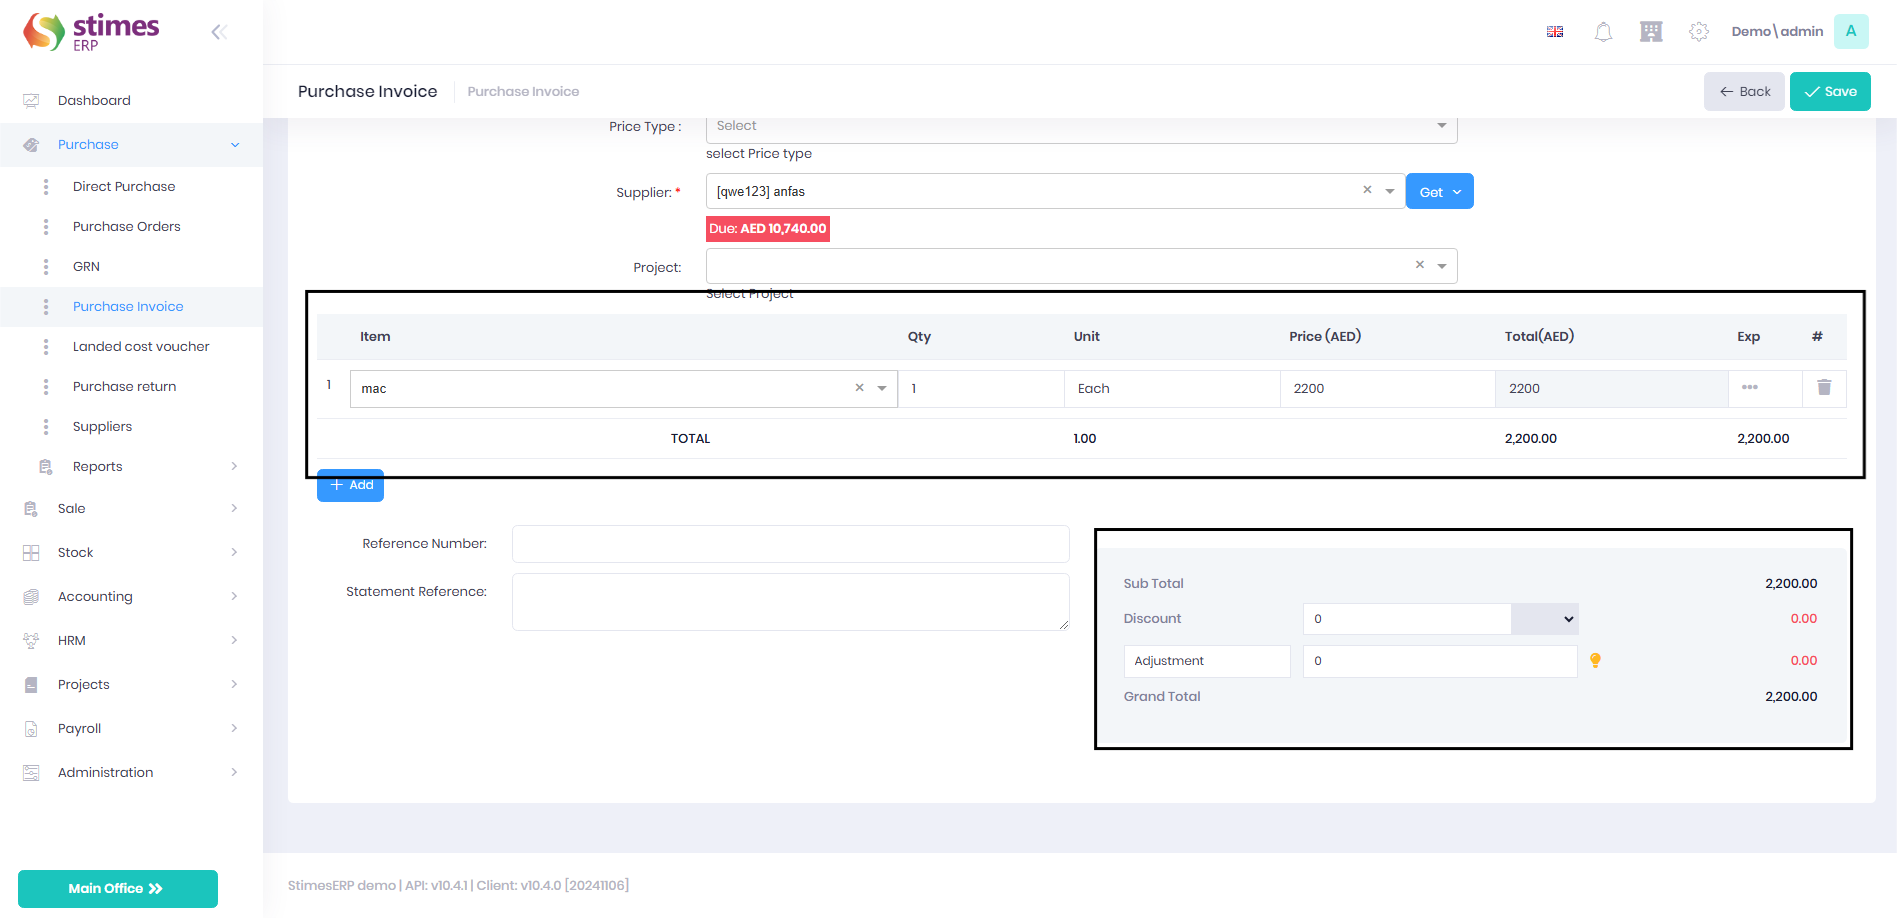 stimes
ERP
Demo\admin
A
Purchase Invoice
Purchase Invoice
Back
Save
Dashboard
Purchase
Direct Purchase
Purchase Orders
GRN
Purchase Invoice
Landed cost voucher
Purchase return
Suppliers
Reports
Sale
Stock
Accounting
HRM
Projects
Payroll
Administration
Main Office
Price Type :
Select
select Price type
Supplier: *
[qwe123] anfas
Get
Due: AED 10,740.00
Project:
Select Project
Item Qty Unit Price (AED) Total(AED) Exp #
1 mac 1 Each 2200 2200
TOTAL 1.00 2,200.00 2,200.00
+ Add
Reference Number:
Statement Reference:
Sub Total 2,200.00
Discount 0 0.00
Adjustment 0 0.00
Grand Total 2,200.00
StimesERP demo | API: v10.4.1 | Client: v10.4.0 [20241106]